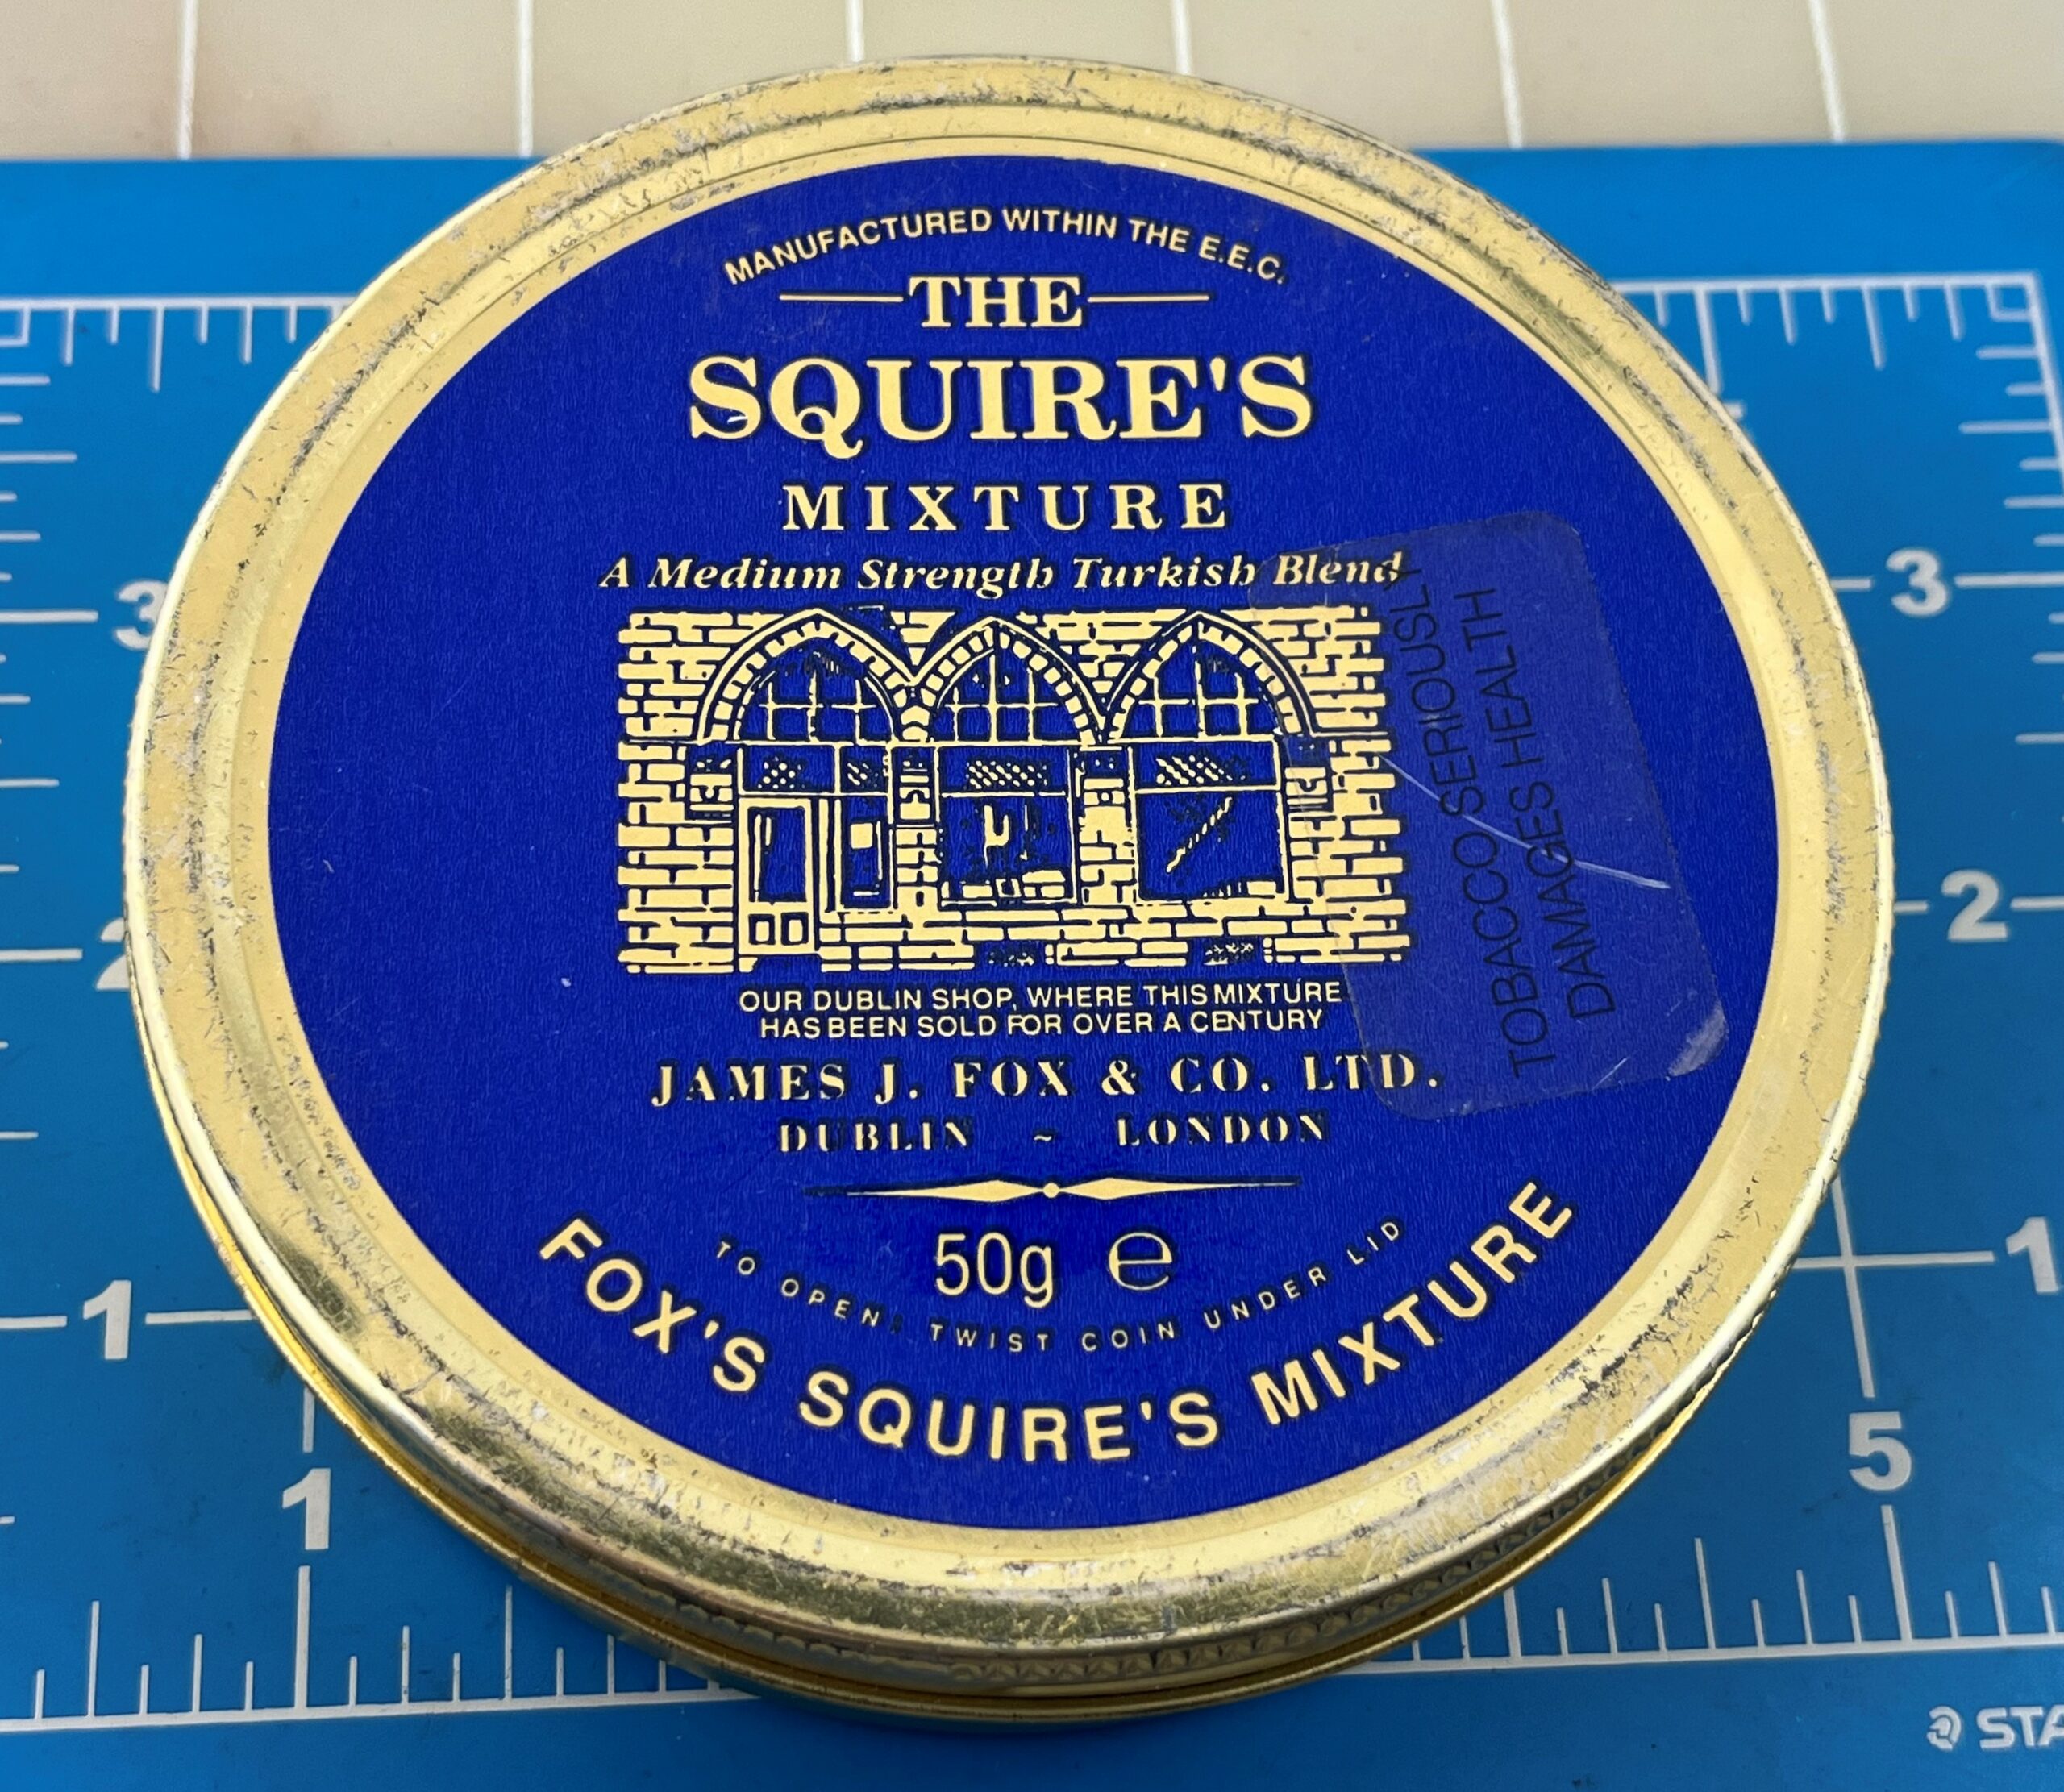 MANUFACTURED WITHIN THE E.E.C.
THE
SQUIRE'S
MIXTURE
A Medium Strength Turkish Blend
TOBACCO SERIOUSLY
DAMAGES HEALTH
OUR DUBLIN SHOP, WHERE THIS MIXTURE
HAS BEEN SOLD FOR OVER A CENTURY
JAMES J. FOX & CO. LTD.
DUBLIN ~ LONDON
50g e
TO OPEN: TWIST COIN UNDER LID
FOX'S SQUIRE'S MIXTURE
3
3
2
2
1
1
1
5